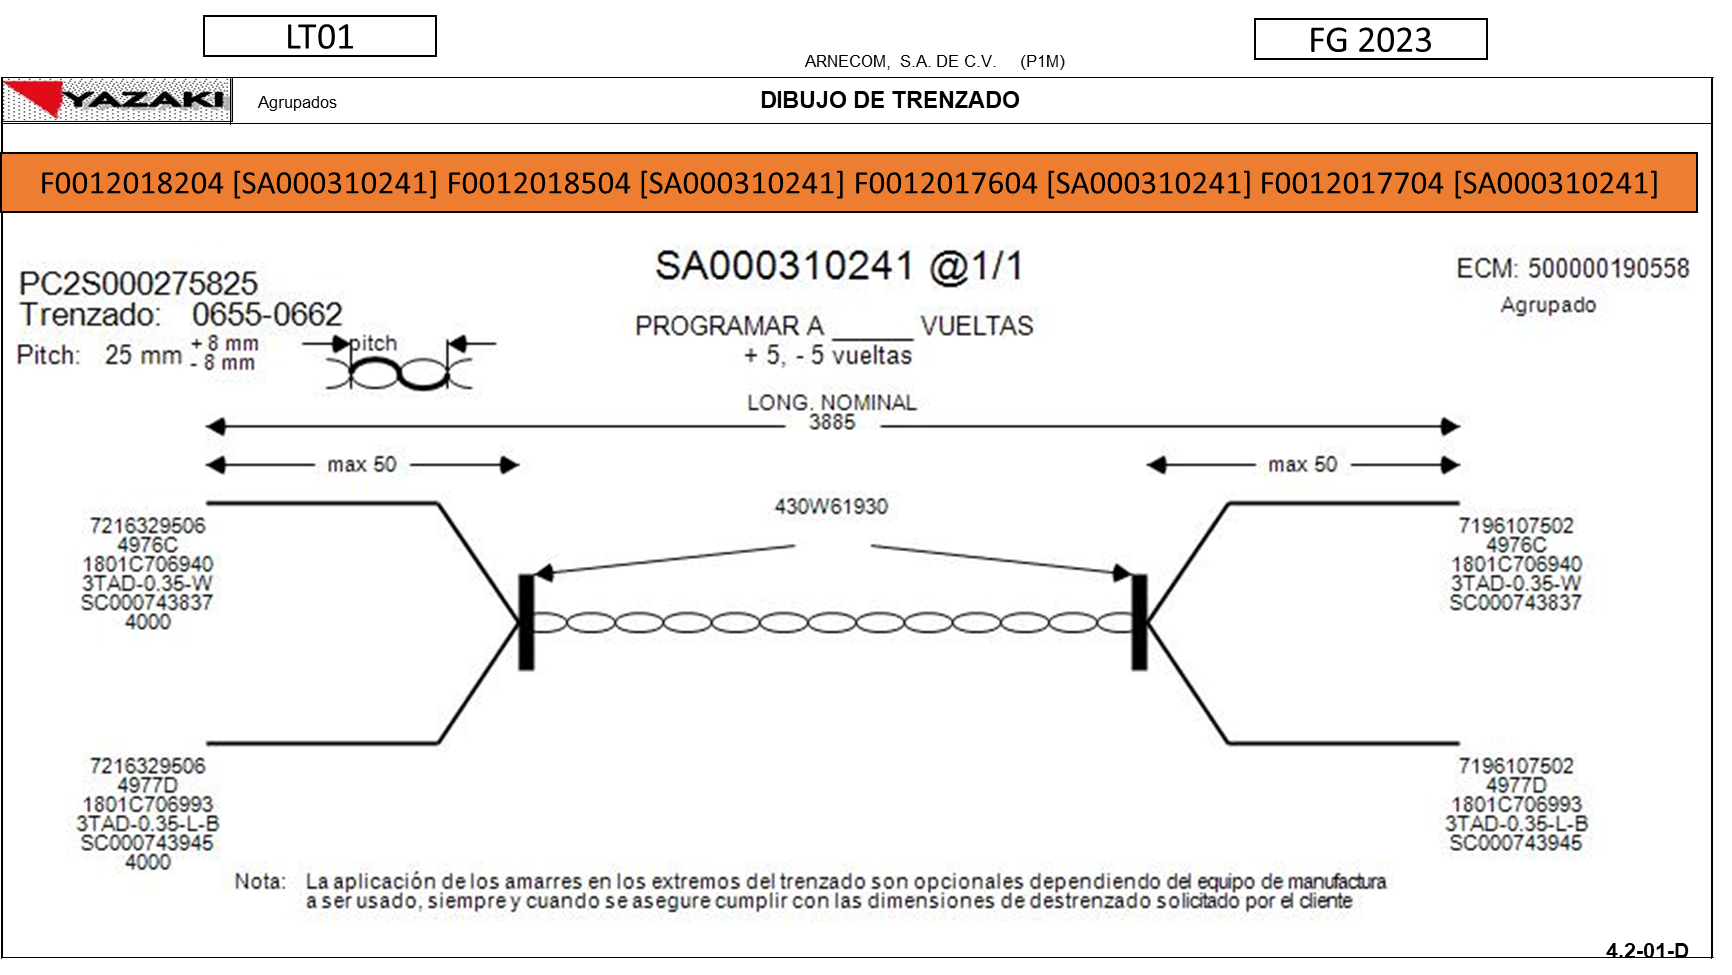 LT01
FG 2023
ARNECOM, S.A. DE C.V. (P1M)
YAZAKI
Agrupados
DIBUJO DE TRENZADO
F0012018204 [SA000310241] F0012018504 [SA000310241] F0012017604 [SA000310241] F0012017704 [SA000310241]
SA000310241 @1/1
ECM: 500000190558
Agrupado
PC2S000275825
Trenzado: 0655-0662
Pitch: 25 mm + 8 mm
- 8 mm
pitch
PROGRAMAR A _____ VUELTAS
+ 5, - 5 vueltas
LONG. NOMINAL
3885
max 50
max 50
430W61930
7216329506
4976C
1801C706940
3TAD-0.35-W
SC000743837
4000
7196107502
4976C
1801C706940
3TAD-0.35-W
SC000743837
7216329506
4977D
1801C706993
3TAD-0.35-L-B
SC000743945
4000
7196107502
4977D
1801C706993
3TAD-0.35-L-B
SC000743945
Nota: La aplicación de los amarres en los extremos del trenzado son opcionales dependiendo del equipo de manufactura
a ser usado, siempre y cuando se asegure cumplir con las dimensiones de destrenzado solicitado por el cliente
4.2-01-D